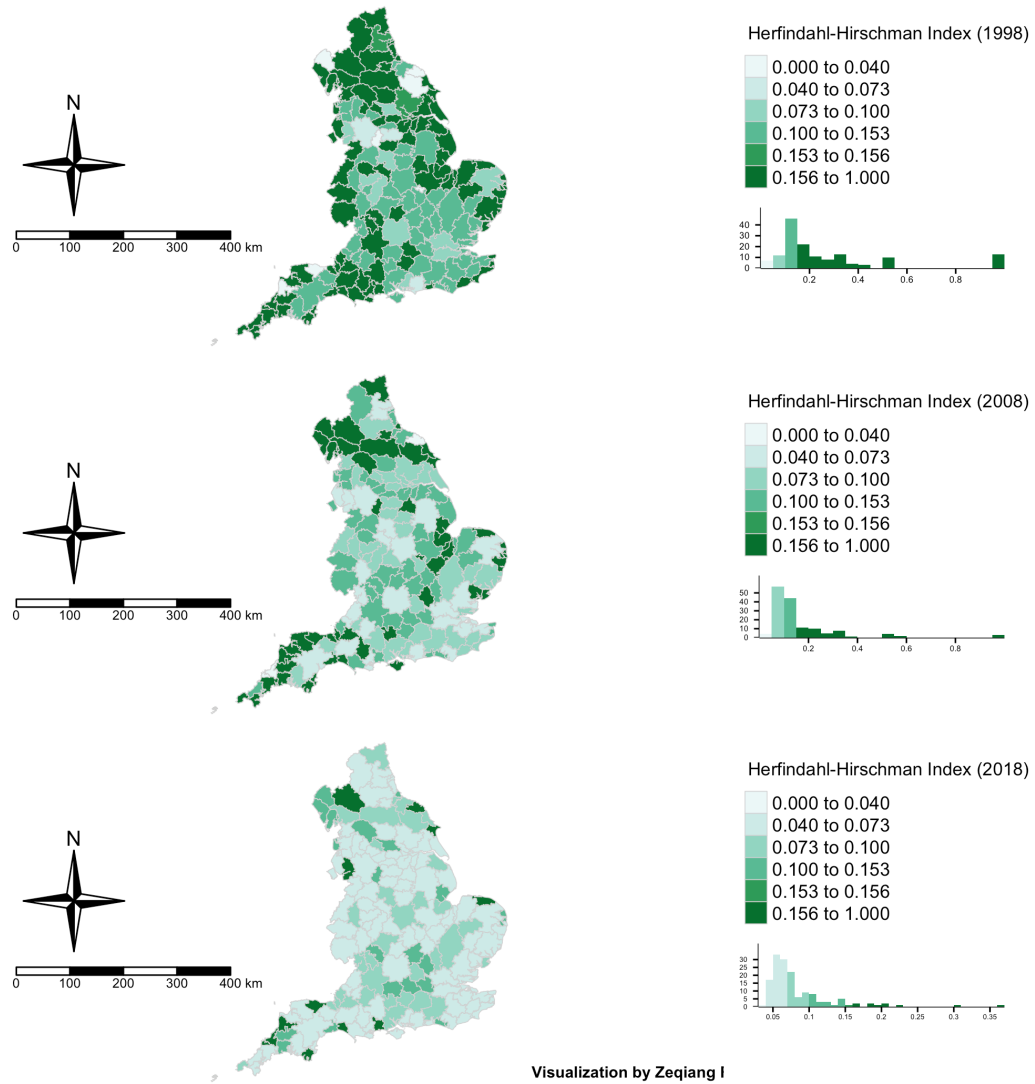 Herfindahl-Hirschman Index (1998)
0.000 to 0.040
0.040 to 0.073
0.073 to 0.100
0.100 to 0.153
0.153 to 0.156
0.156 to 1.000
N
0 100 200 300 400 km
40
30
20
10
0
0.2 0.4 0.6 0.8
Herfindahl-Hirschman Index (2008)
0.000 to 0.040
0.040 to 0.073
0.073 to 0.100
0.100 to 0.153
0.153 to 0.156
0.156 to 1.000
N
0 100 200 300 400 km
50
40
30
20
10
0
0.2 0.4 0.6 0.8
Herfindahl-Hirschman Index (2018)
0.000 to 0.040
0.040 to 0.073
0.073 to 0.100
0.100 to 0.153
0.153 to 0.156
0.156 to 1.000
N
0 100 200 300 400 km
30
25
20
15
10
5
0
0.05 0.1 0.15 0.2 0.25 0.3 0.35
Visualization by Zeqiang